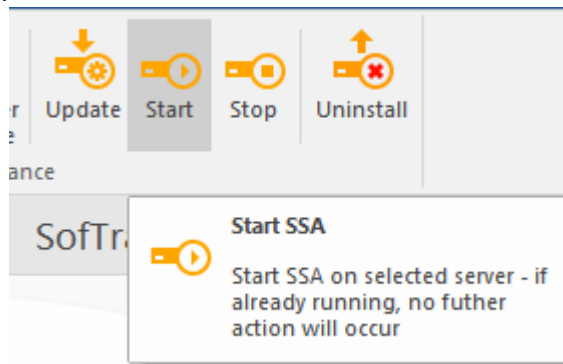 r Update Start Stop Uninstall
e
ance
SofTra
Start SSA
Start SSA on selected server - if
already running, no futher
action will occur